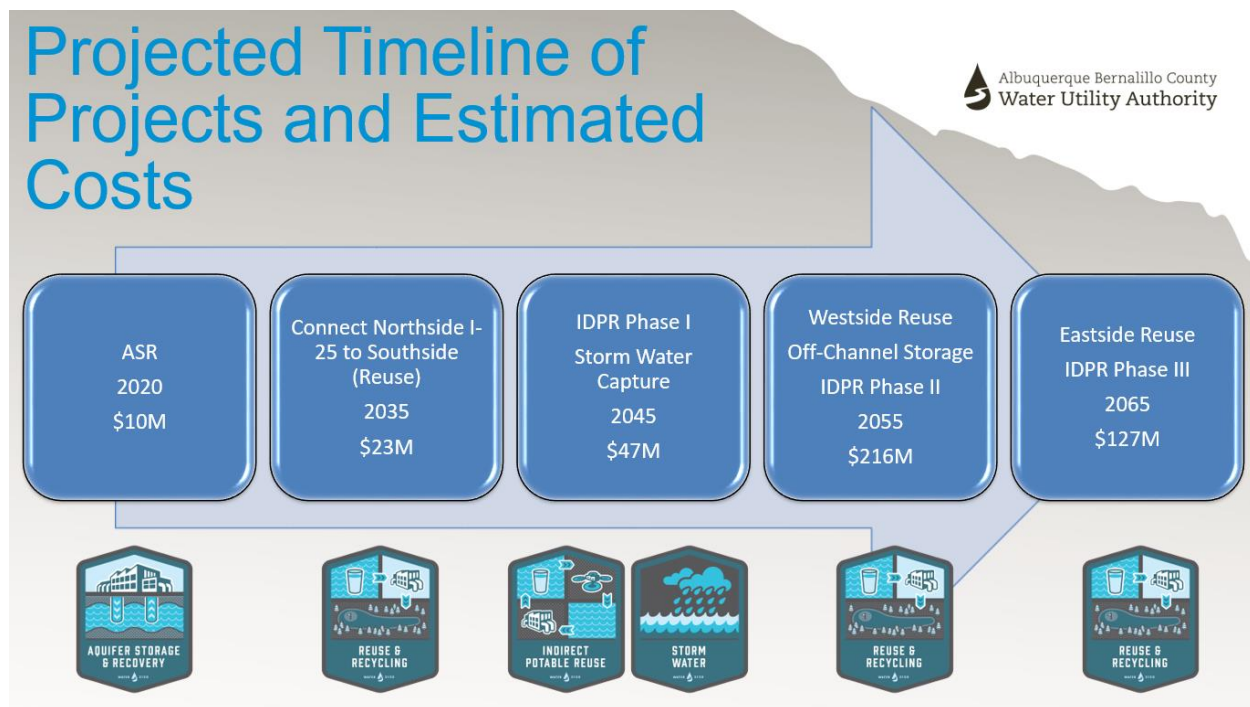 Projected Timeline of
Projects and Estimated
Costs
Albuquerque Bernalillo County
Water Utility Authority
ASR
2020
$10M
Connect Northside I-
25 to Southside
(Reuse)
2035
$23M
IDPR Phase I
Storm Water
Capture
2045
$47M
Westside Reuse
Off-Channel Storage
IDPR Phase II
2055
$216M
Eastside Reuse
IDPR Phase III
2065
$127M
AQUIFER STORAGE
& RECOVERY
REUSE &
RECYCLING
INDIRECT
POTABLE REUSE
STORM
WATER
REUSE &
RECYCLING
REUSE &
RECYCLING